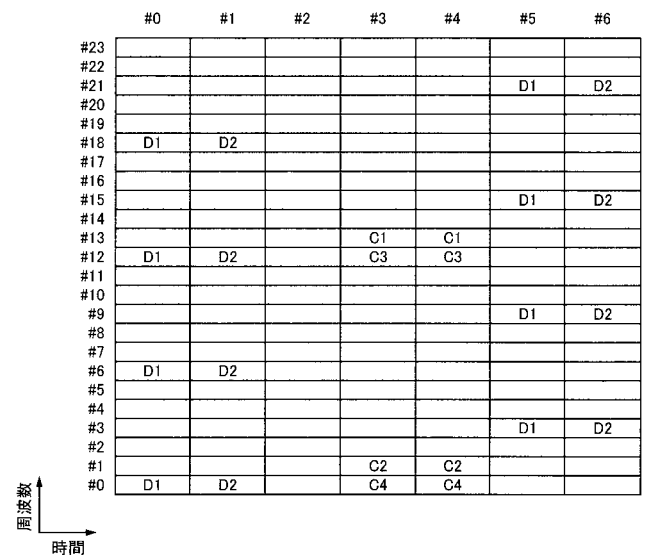 #0 #1 #2 #3 #4 #5 #6
#23
#22
#21 D1 D2
#20
#19
#18 D1 D2
#17
#16
#15 D1 D2
#14
#13 C1 C1
#12 D1 D2 C3 C3
#11
#10
#9 D1 D2
#8
#7
#6 D1 D2
#5
#4
#3 D1 D2
#2
#1 C2 C2
#0 D1 D2 C4 C4
周波数
時間